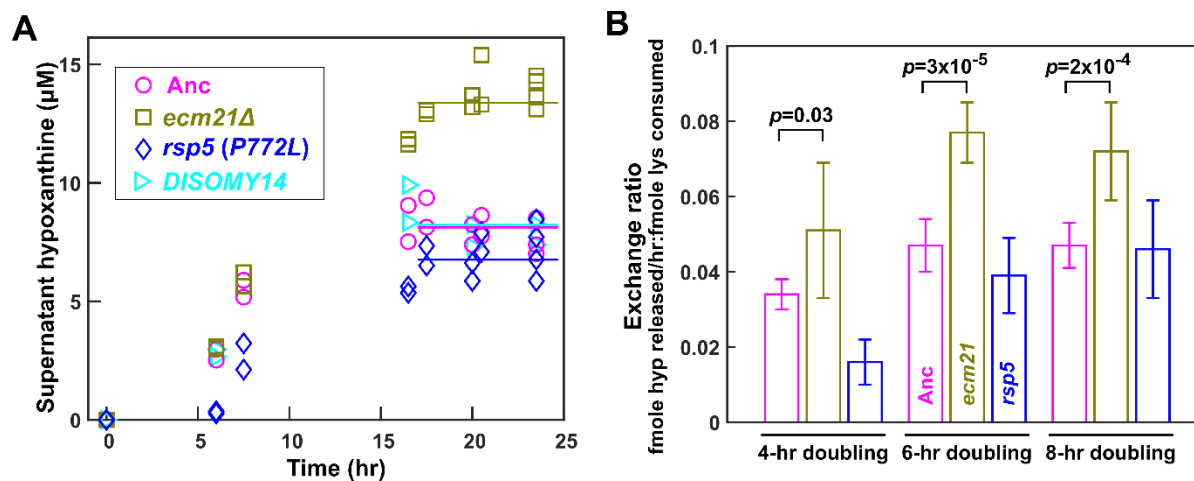 A
Supernatant hypoxanthine (µM)
15
10
5
0
Anc
ecm21Δ
rsp5 (P772L)
DISOMY14
0 5 10 15 20 25
Time (hr)
B
Exchange ratio
fmole hyp released/hr:fmole lys consumed
0.1
0.08
0.06
0.04
0.02
0
p=0.03
p=3x10-5
p=2x10-4
Anc
ecm21
rsp5
4-hr doubling 6-hr doubling 8-hr doubling